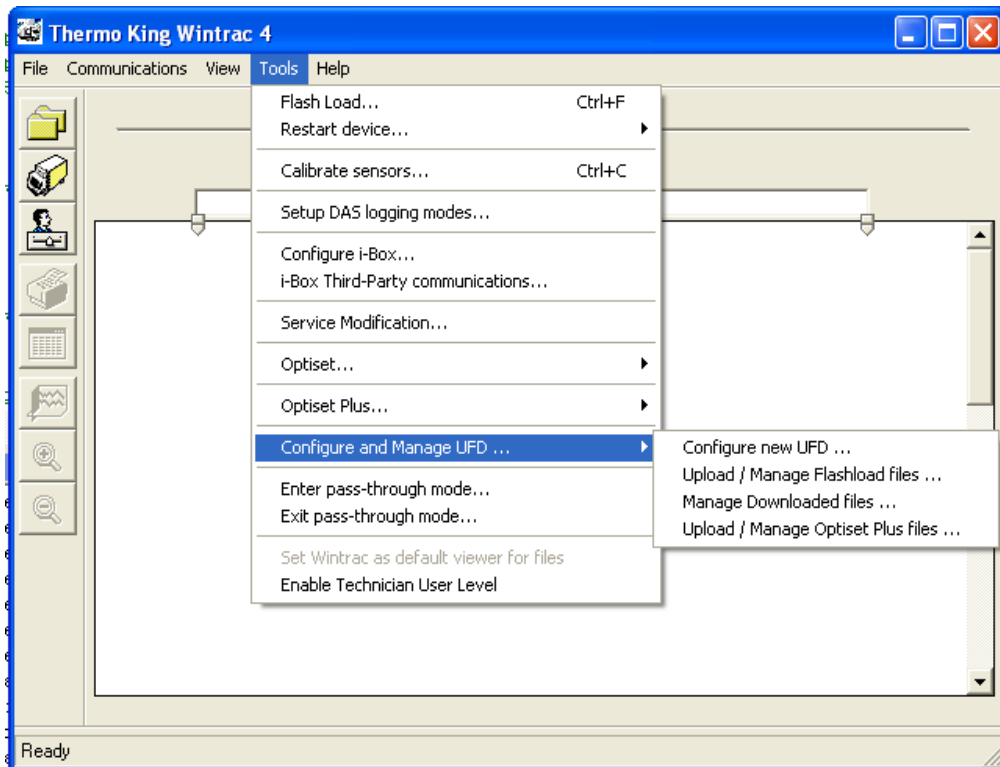 Thermo King Wintrac 4
File Communications View Tools Help
Flash Load... Ctrl+F
Restart device...
Calibrate sensors... Ctrl+C
Setup DAS logging modes...
Configure i-Box...
i-Box Third-Party communications...
Service Modification...
Optiset...
Optiset Plus...
Configure and Manage UFD ...
Configure new UFD ...
Upload / Manage Flashload files ...
Manage Downloaded files ...
Upload / Manage Optiset Plus files ...
Enter pass-through mode...
Exit pass-through mode...
Set Wintrac as default viewer for files
Enable Technician User Level
Ready